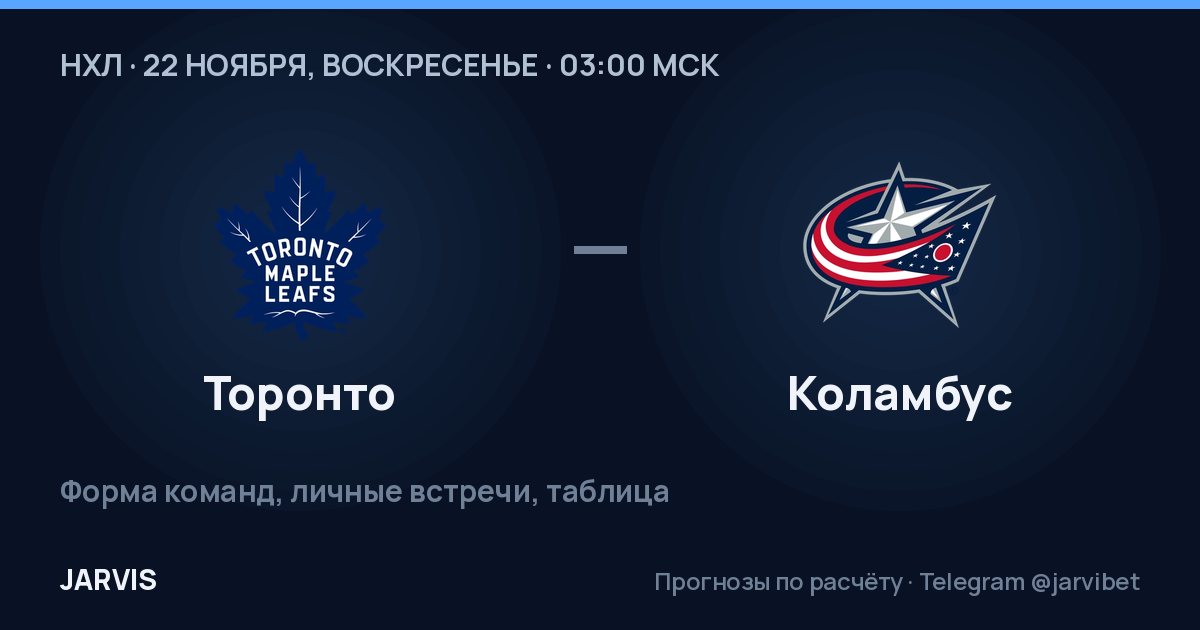 НХЛ · 22 НОЯБРЯ, ВОСКРЕСЕНЬЕ · 03:00 МСК
TORONTO
MAPLE
LEAFS
—
Торонто
Коламбус
Форма команд, личные встречи, таблица
JARVIS
Прогнозы по расчёту · Telegram @jarvibet